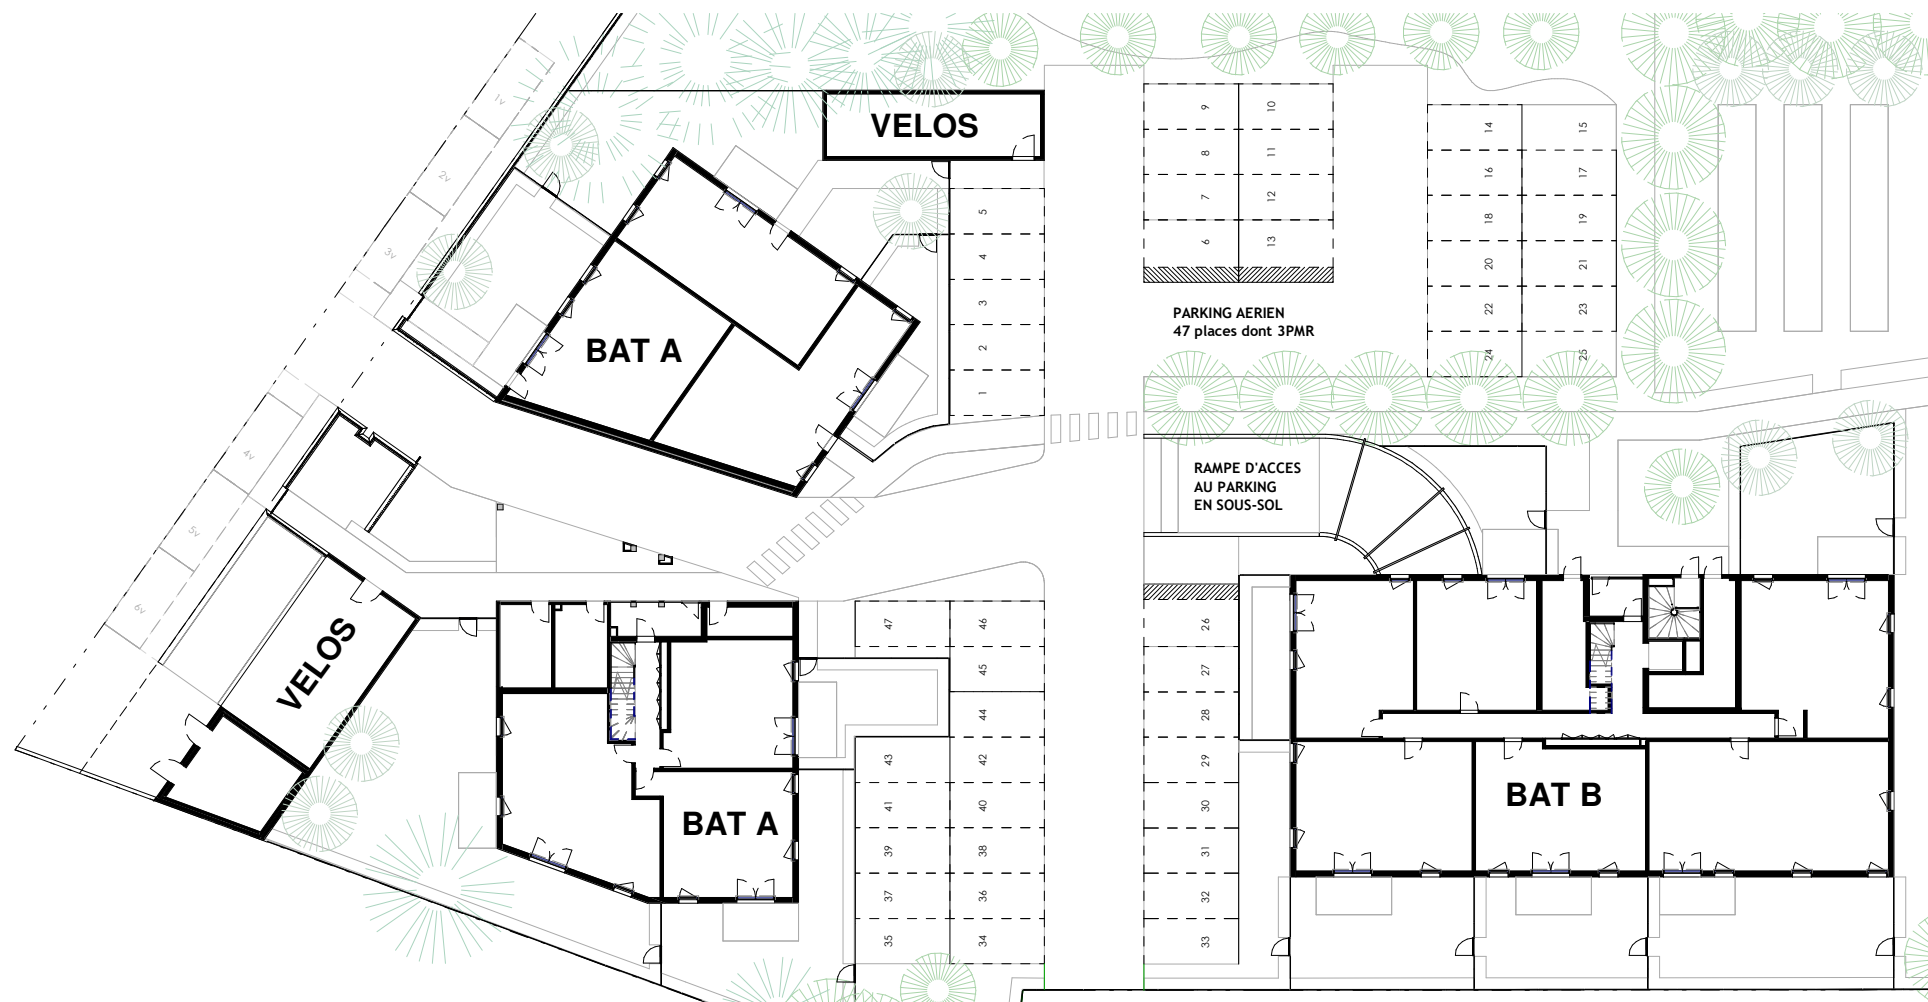 1v
2v
3v
4v
5v
6v
VELOS
BAT A
5
4
3
2
1
9
10
8
11
7
12
6
13
14
15
16
17
18
19
20
21
22
23
24
25
PARKING AERIEN
47 places dont 3PMR
RAMPE D'ACCES
AU PARKING
EN SOUS-SOL
VELOS
BAT A
47
46
45
44
43
42
41
40
39
38
37
36
35
34
26
27
28
29
30
31
32
33
BAT B